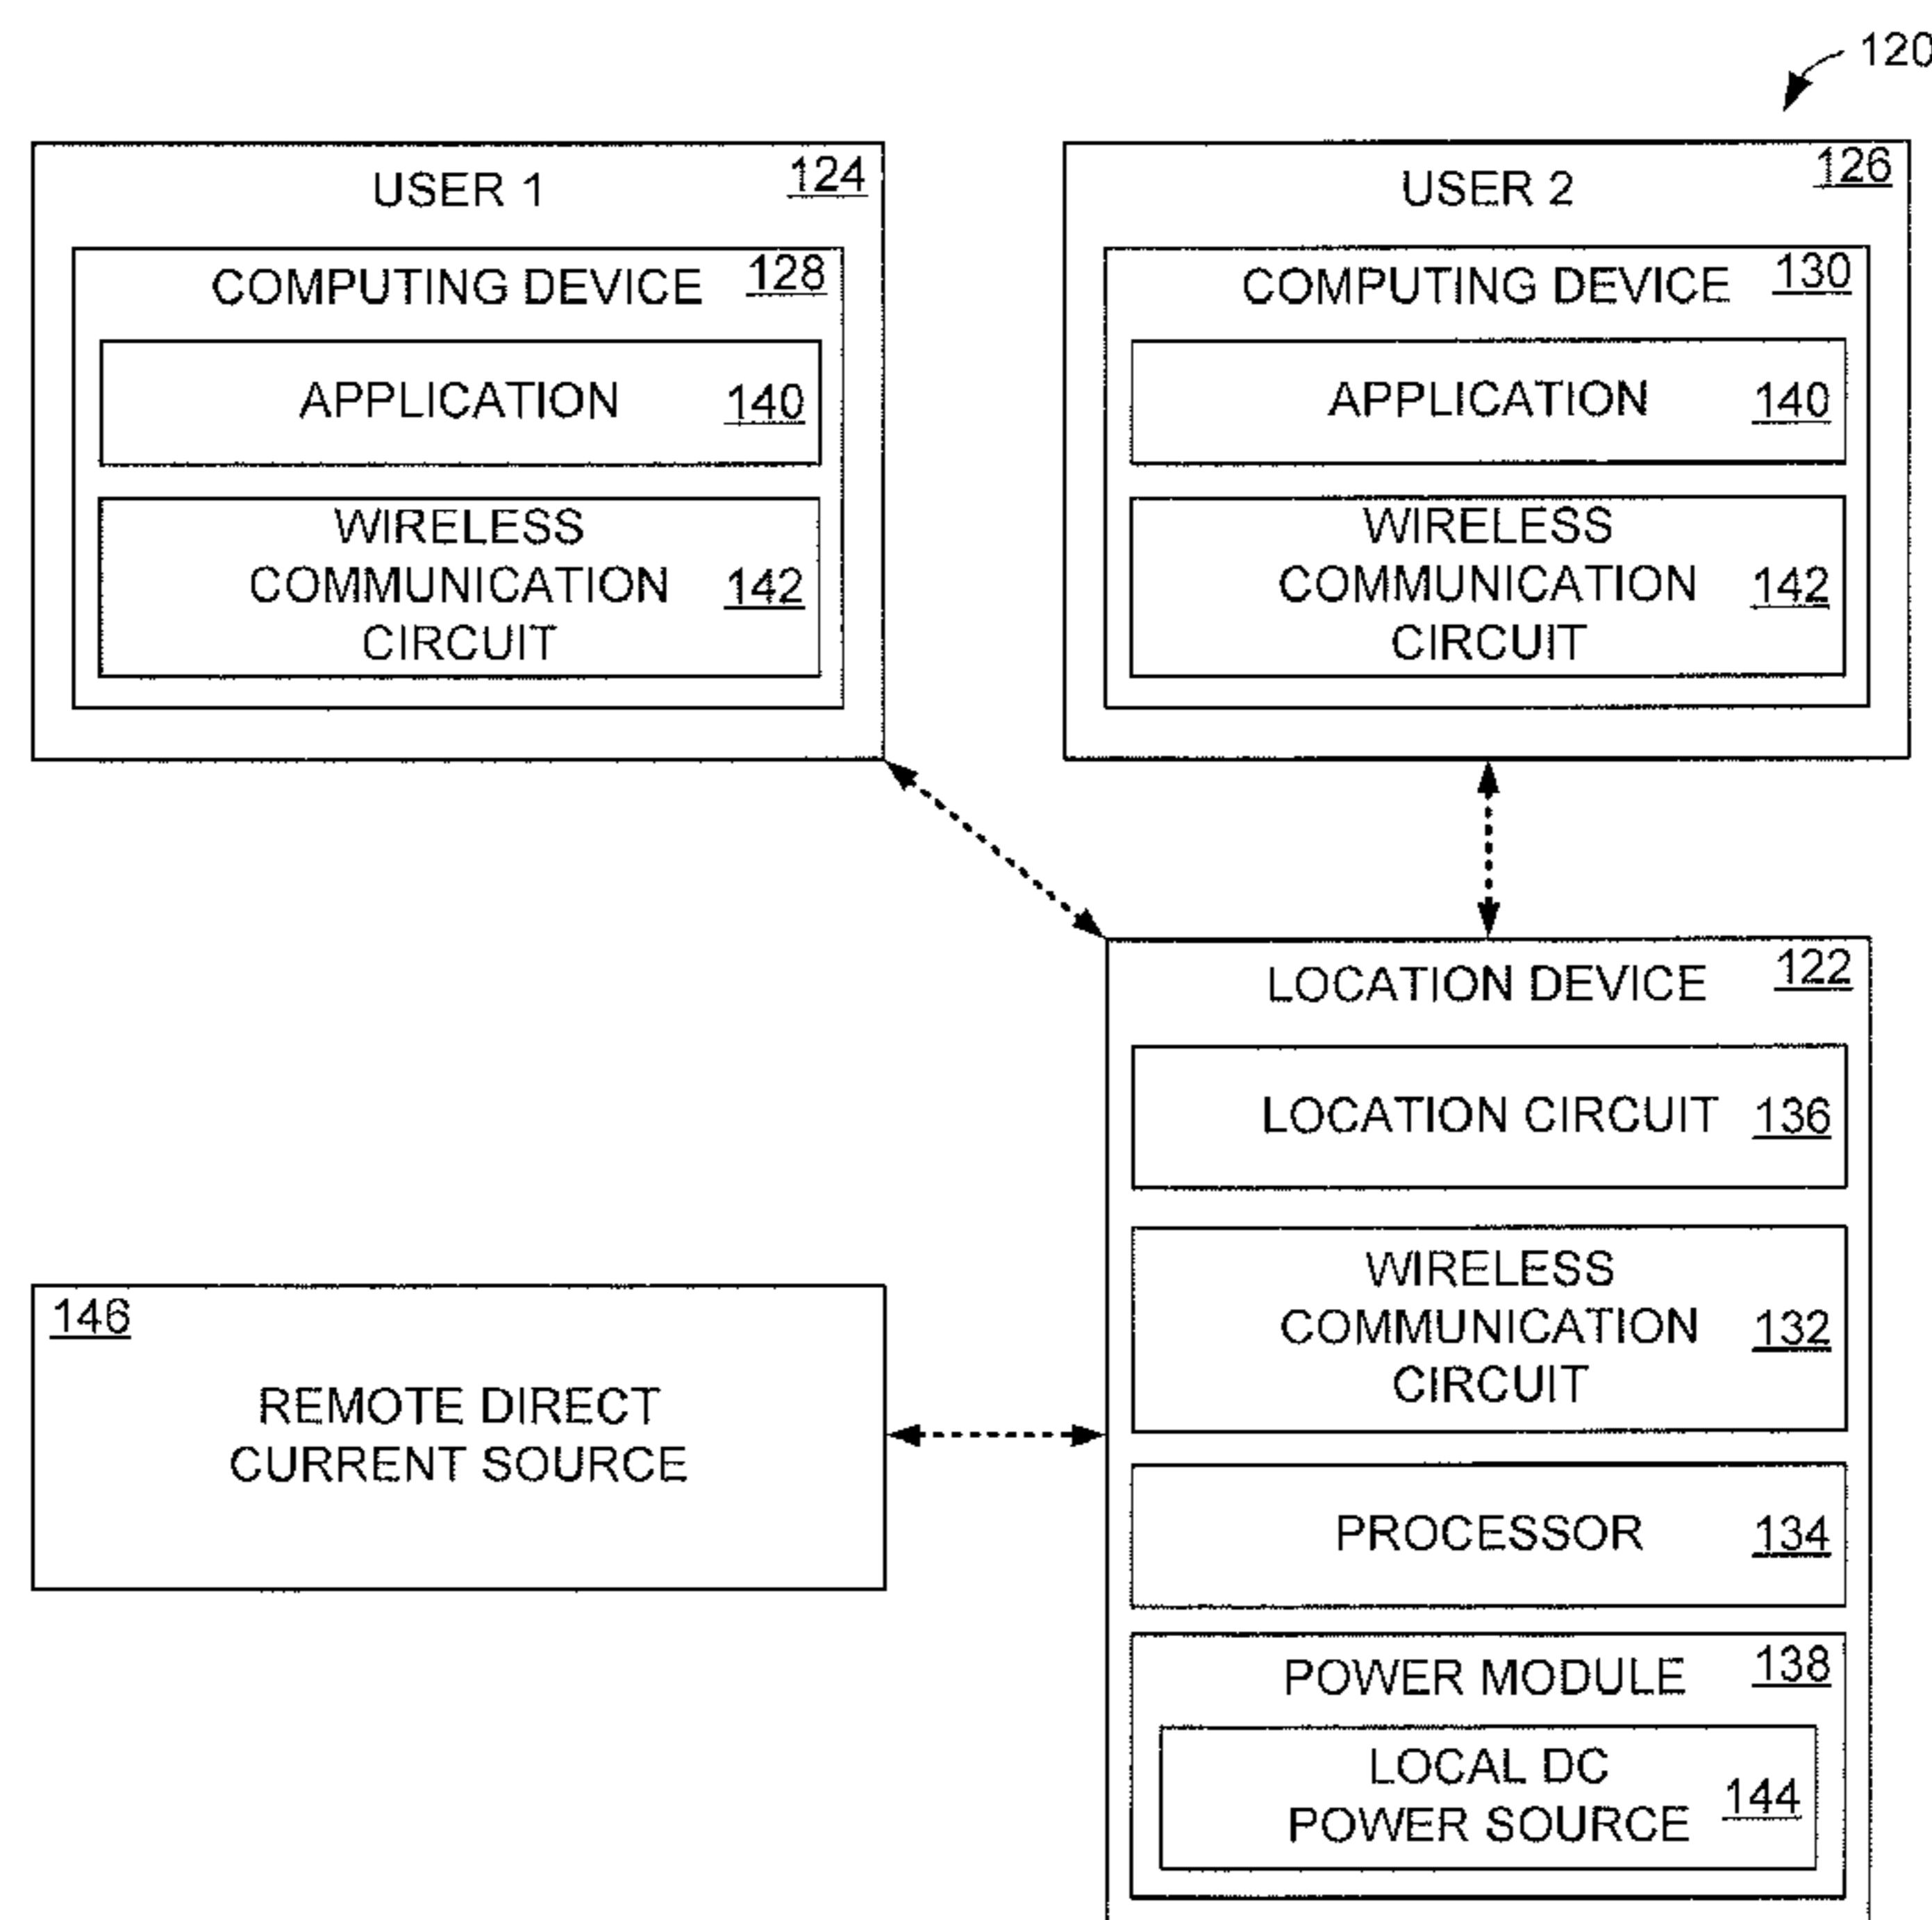 120
USER 1 124
COMPUTING DEVICE 128
APPLICATION 140
WIRELESS
COMMUNICATION 142
CIRCUIT
USER 2 126
COMPUTING DEVICE 130
APPLICATION 140
WIRELESS
COMMUNICATION 142
CIRCUIT
LOCATION DEVICE 122
LOCATION CIRCUIT 136
WIRELESS
COMMUNICATION 132
CIRCUIT
PROCESSOR 134
POWER MODULE 138
LOCAL DC
POWER SOURCE 144
146
REMOTE DIRECT
CURRENT SOURCE